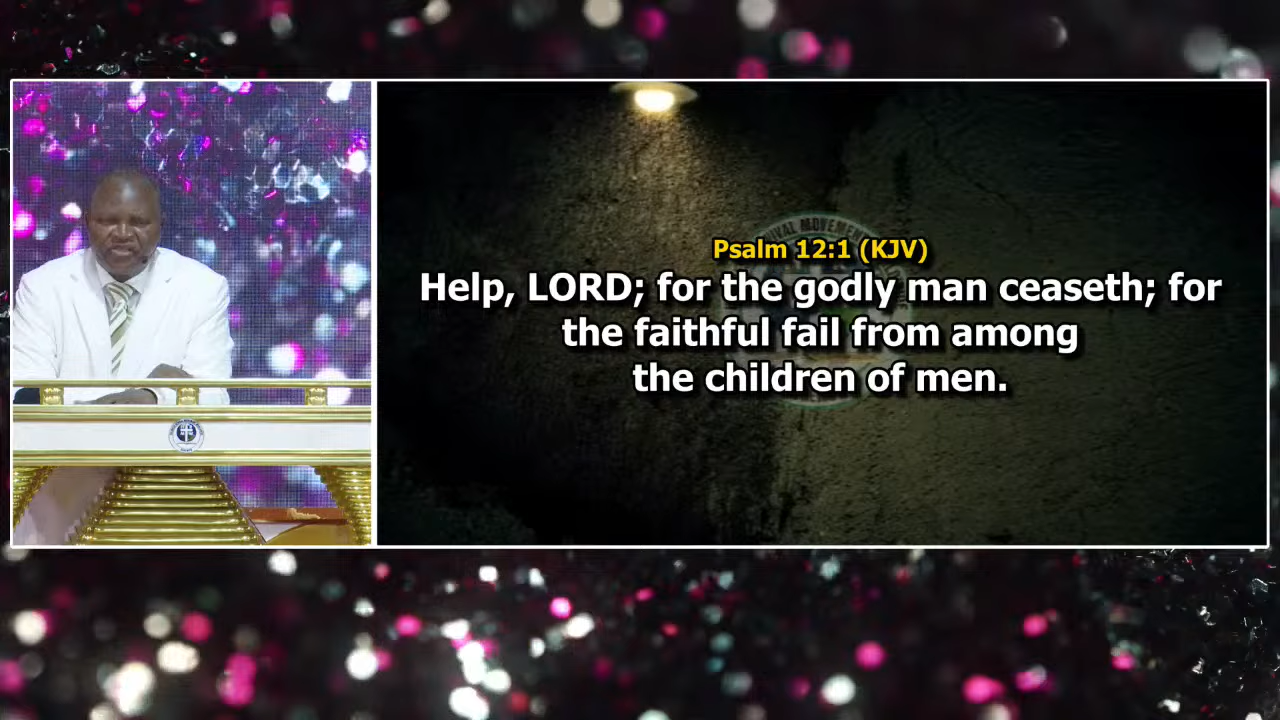 Psalm 12:1 (KJV)
Help, LORD; for the godly man ceaseth; for
the faithful fail from among
the children of men.